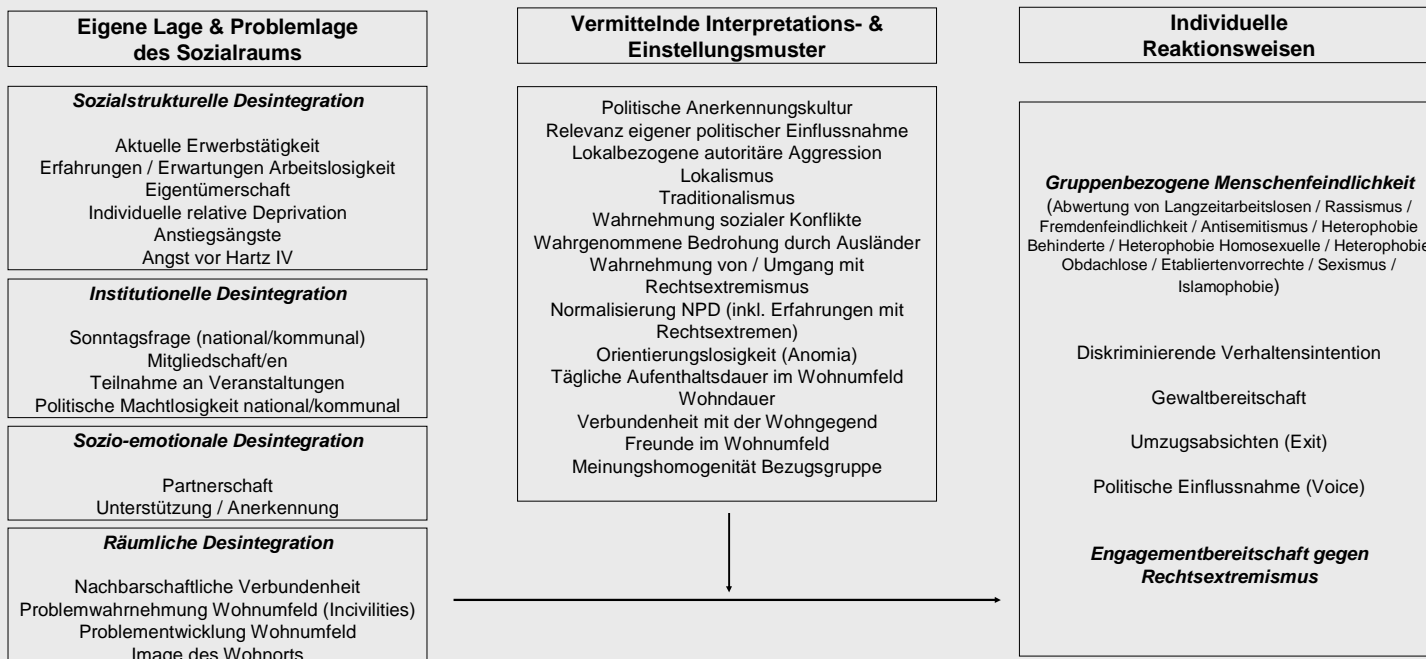 Eigene Lage & Problemlage
des Sozialraums
Sozialstrukturelle Desintegration
Aktuelle Erwerbstätigkeit
Erfahrungen / Erwartungen Arbeitslosigkeit
Eigentümerschaft
Individuelle relative Deprivation
Anstiegsängste
Angst vor Hartz IV
Institutionelle Desintegration
Sonntagsfrage (national/kommunal)
Mitgliedschaft/en
Teilnahme an Veranstaltungen
Politische Machtlosigkeit national/kommunal
Sozio-emotionale Desintegration
Partnerschaft
Unterstützung / Anerkennung
Räumliche Desintegration
Nachbarschaftliche Verbundenheit
Problemwahrnehmung Wohnumfeld (Incivilities)
Problementwicklung Wohnumfeld
Image des Wohnorts
Vermittelnde Interpretations- &
Einstellungsmuster
Politische Anerkennungskultur
Relevanz eigener politischer Einflussnahme
Lokalbezogene autoritäre Aggression
Lokalismus
Traditionalismus
Wahrnehmung sozialer Konflikte
Wahrgenommene Bedrohung durch Ausländer
Wahrnehmung von / Umgang mit
Rechtsextremismus
Normalisierung NPD (inkl. Erfahrungen mit
Rechtsextremen)
Orientierungslosigkeit (Anomia)
Tägliche Aufenthaltsdauer im Wohnumfeld
Wohndauer
Verbundenheit mit der Wohngegend
Freunde im Wohnumfeld
Meinungshomogenität Bezugsgruppe
Individuelle
Reaktionsweisen
Gruppenbezogene Menschenfeindlichkeit
(Abwertung von Langzeitarbeitslosen / Rassismus /
Fremdenfeindlichkeit / Antisemitismus / Heterophobie
Behinderte / Heterophobie Homosexuelle / Heterophobie
Obdachlose / Etabliertenvorrechte / Sexismus /
Islamophobie)
Diskriminierende Verhaltensintention
Gewaltbereitschaft
Umzugsabsichten (Exit)
Politische Einflussnahme (Voice)
Engagementbereitschaft gegen
Rechtsextremismus